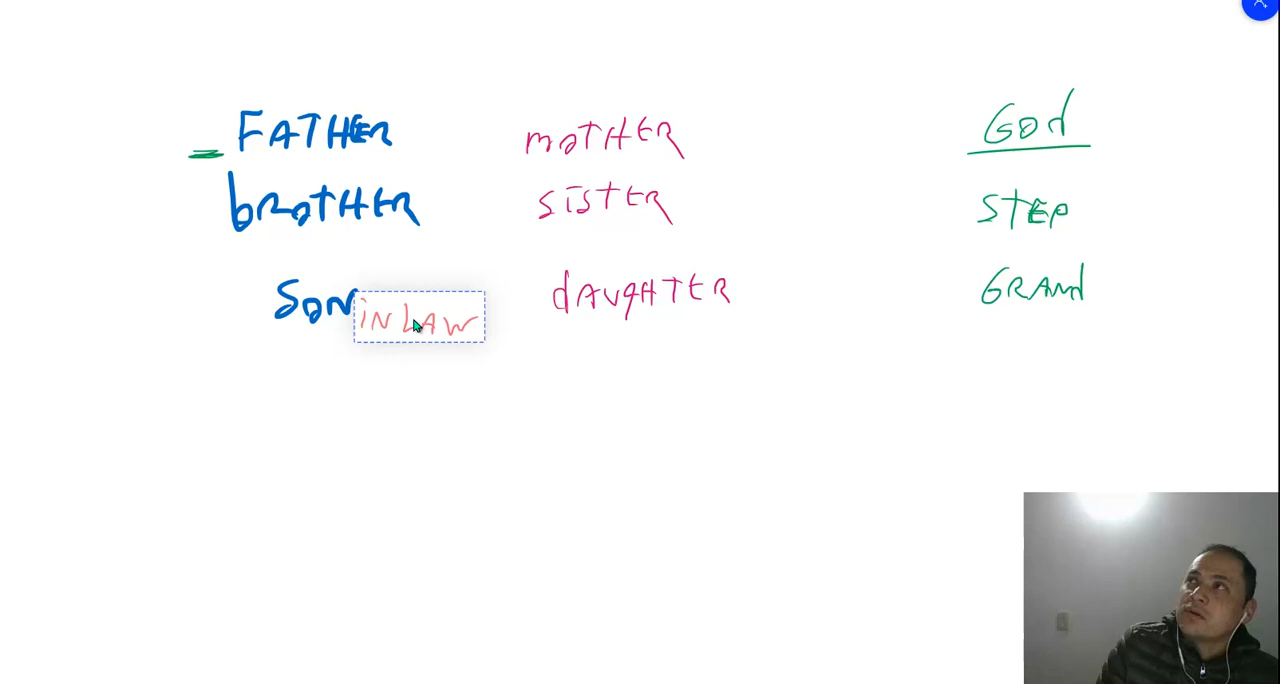 FATHER mOTHER GOd
bROTHER SISTER STEP
SON iN LAW dAUgHTER GRANd